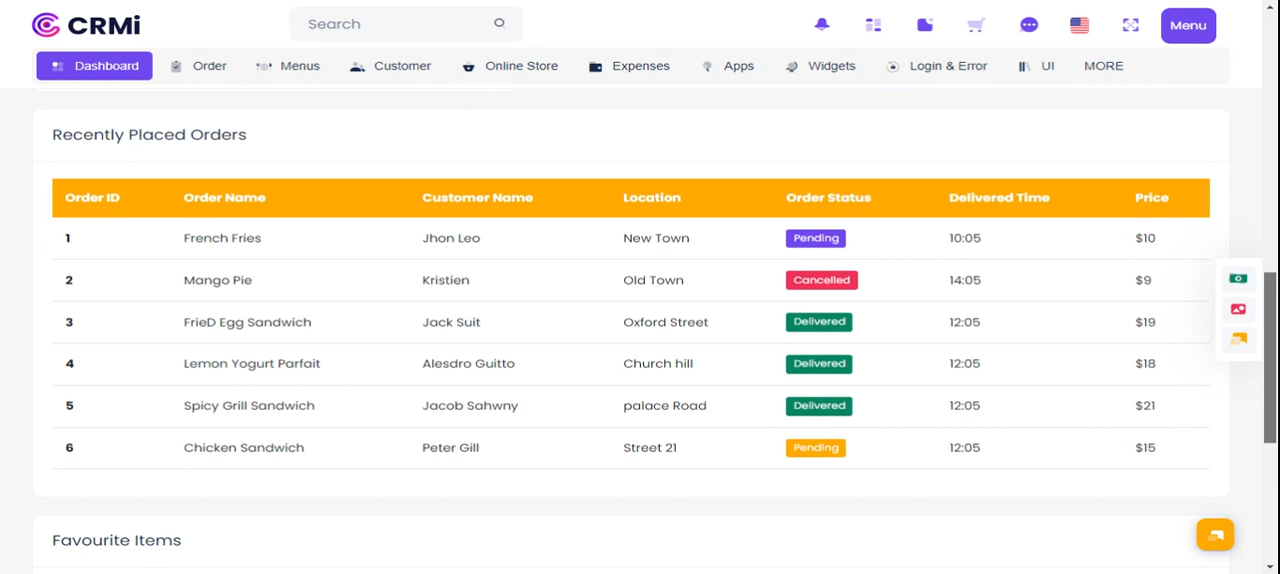 CRMi Search Menu
Dashboard Order Menus Customer Online Store Expenses Apps Widgets Login & Error UI MORE
Recently Placed Orders
Order ID Order Name Customer Name Location Order Status Delivered Time Price
1 French Fries Jhon Leo New Town Pending 10:05 $10
2 Mango Pie Kristien Old Town Cancelled 14:05 $9
3 FrieD Egg Sandwich Jack Suit Oxford Street Delivered 12:05 $19
4 Lemon Yogurt Parfait Alesdro Guitto Church hill Delivered 12:05 $18
5 Spicy Grill Sandwich Jacob Sahwny palace Road Delivered 12:05 $21
6 Chicken Sandwich Peter Gill Street 21 Pending 12:05 $15
Favourite Items